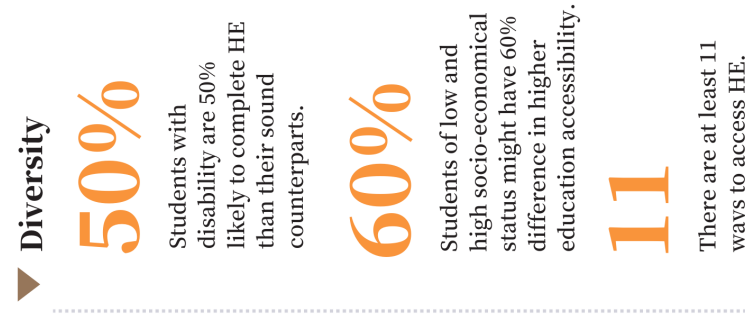 Diversity
50%
Students with
disability are 50%
likely to complete HE
than their sound
counterparts.
60%
Students of low and
high socio-economical
status might have 60%
difference in higher
education accessibility.
11
There are at least 11
ways to access HE.